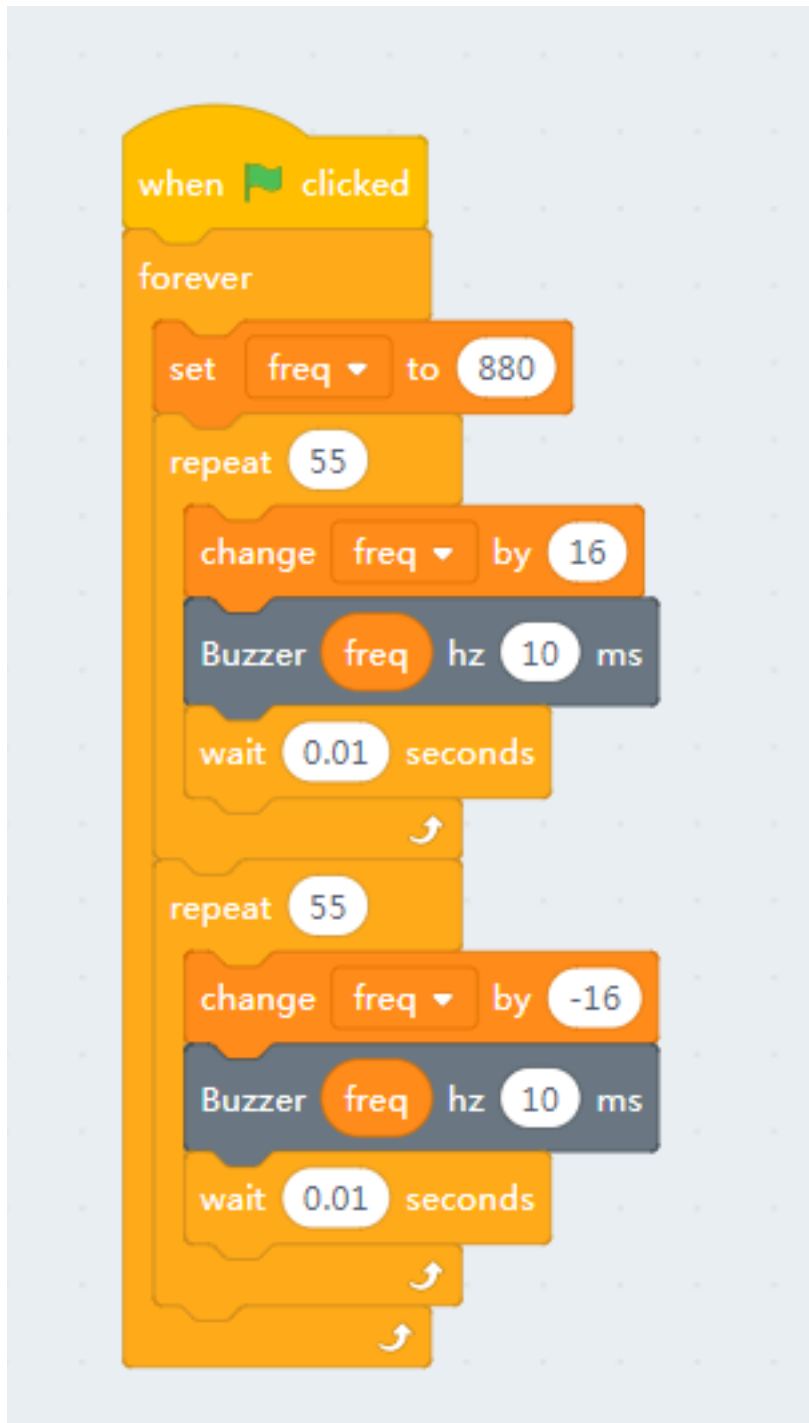 when clicked
forever
set freq to 880
repeat 55
change freq by 16
Buzzer freq hz 10 ms
wait 0.01 seconds
repeat 55
change freq by -16
Buzzer freq hz 10 ms
wait 0.01 seconds